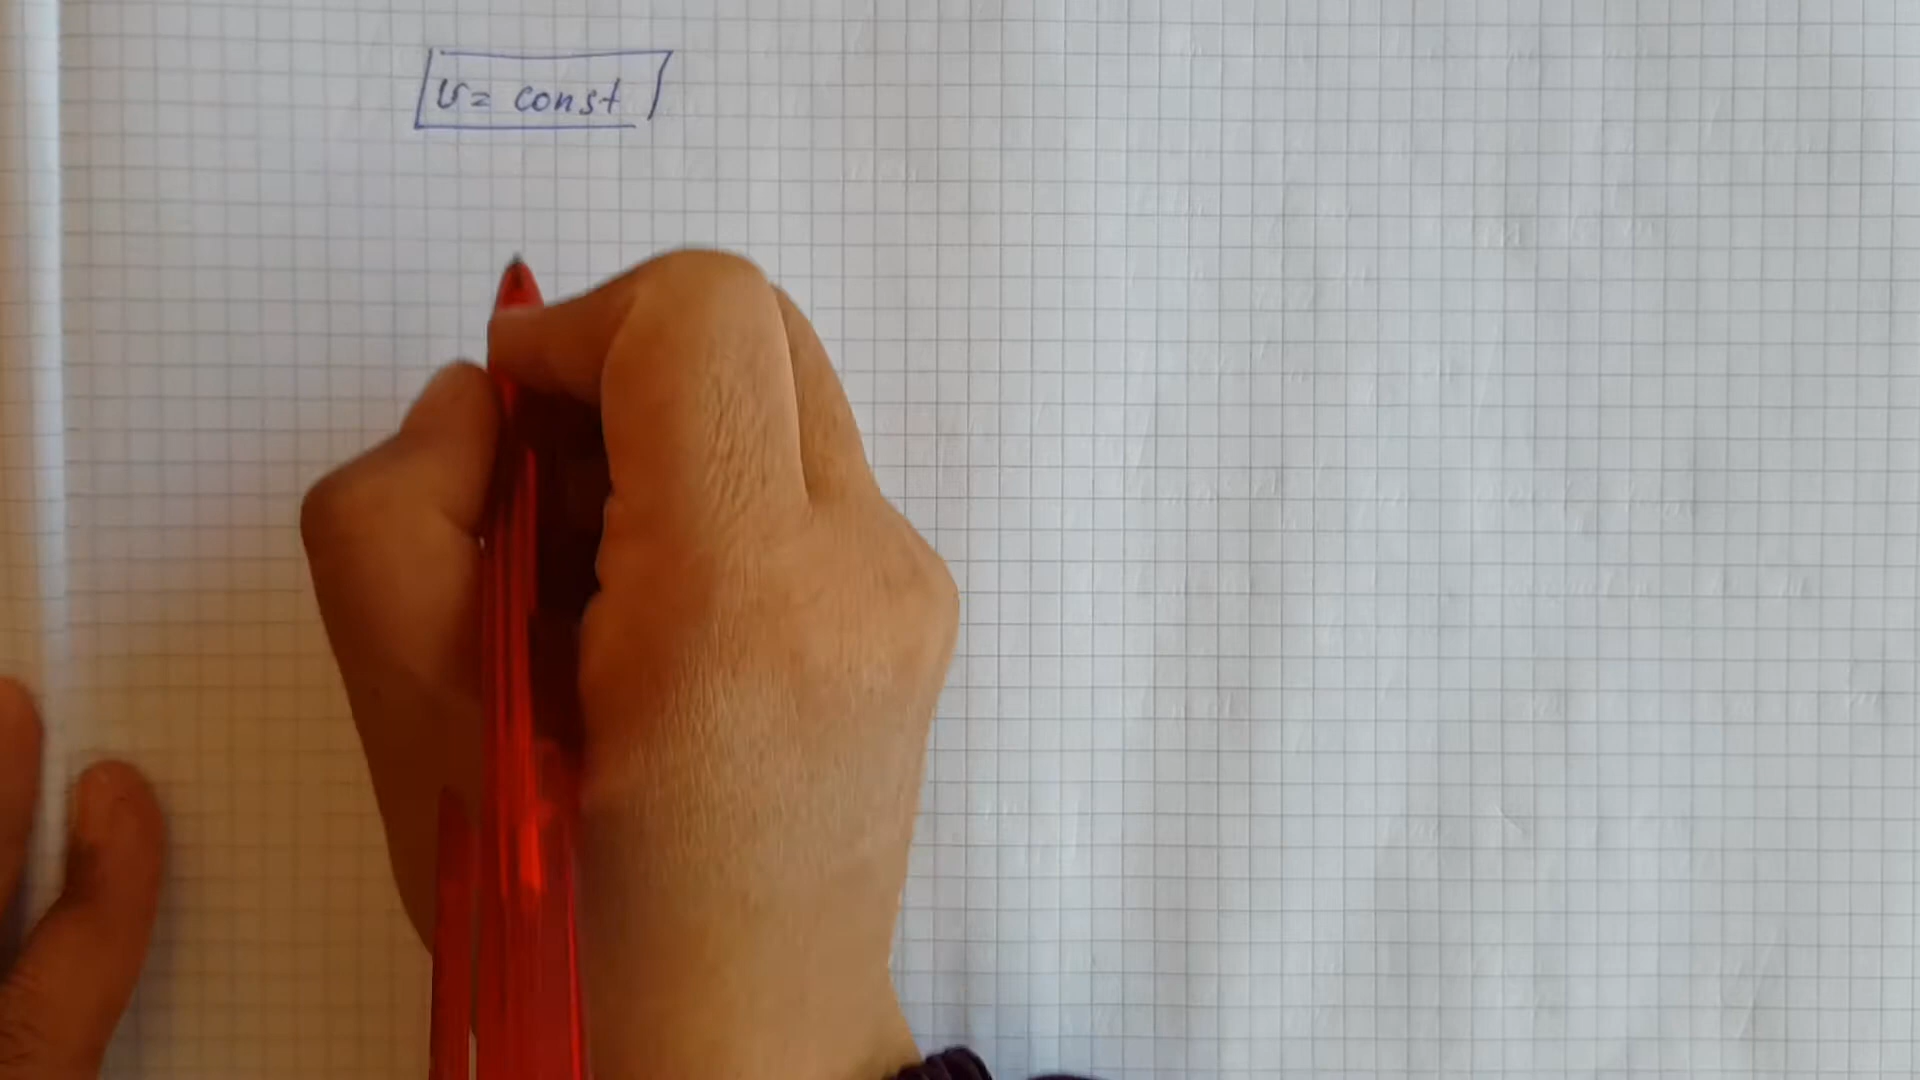 v = const